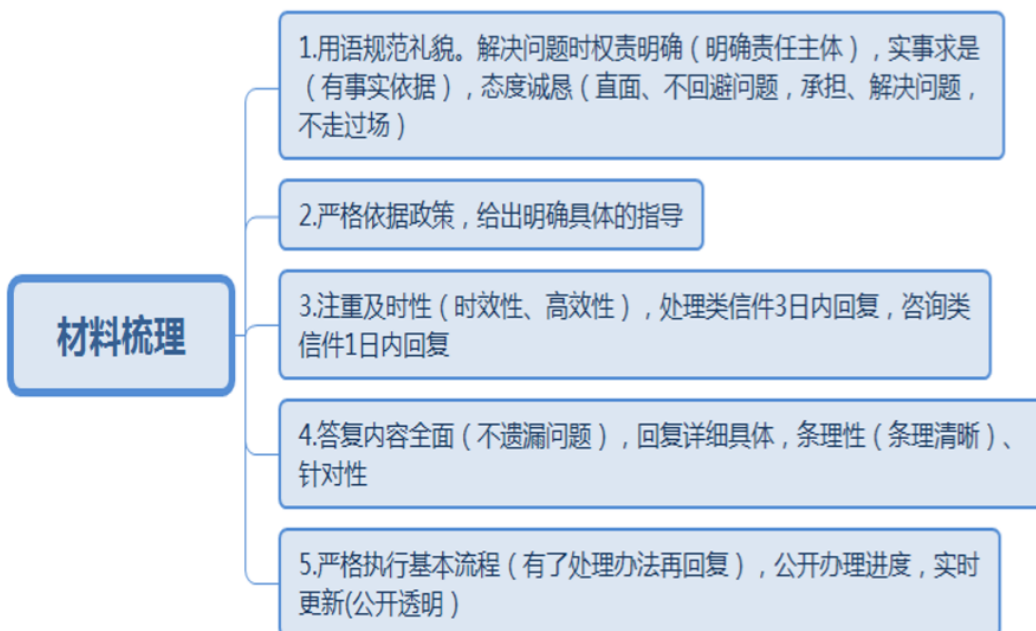 材料梳理
1.用语规范礼貌。解决问题时权责明确（明确责任主体），实事求是
（有事实依据），态度诚恳（直面、不回避问题，承担、解决问题，
不走过场）
2.严格依据政策，给出明确具体的指导
3.注重及时性（时效性、高效性），处理类信件3日内回复，咨询类
信件1日内回复
4.答复内容全面（不遗漏问题），回复详细具体，条理性（条理清晰）、
针对性
5.严格执行基本流程（有了处理办法再回复），公开办理进度，实时
更新(公开透明）